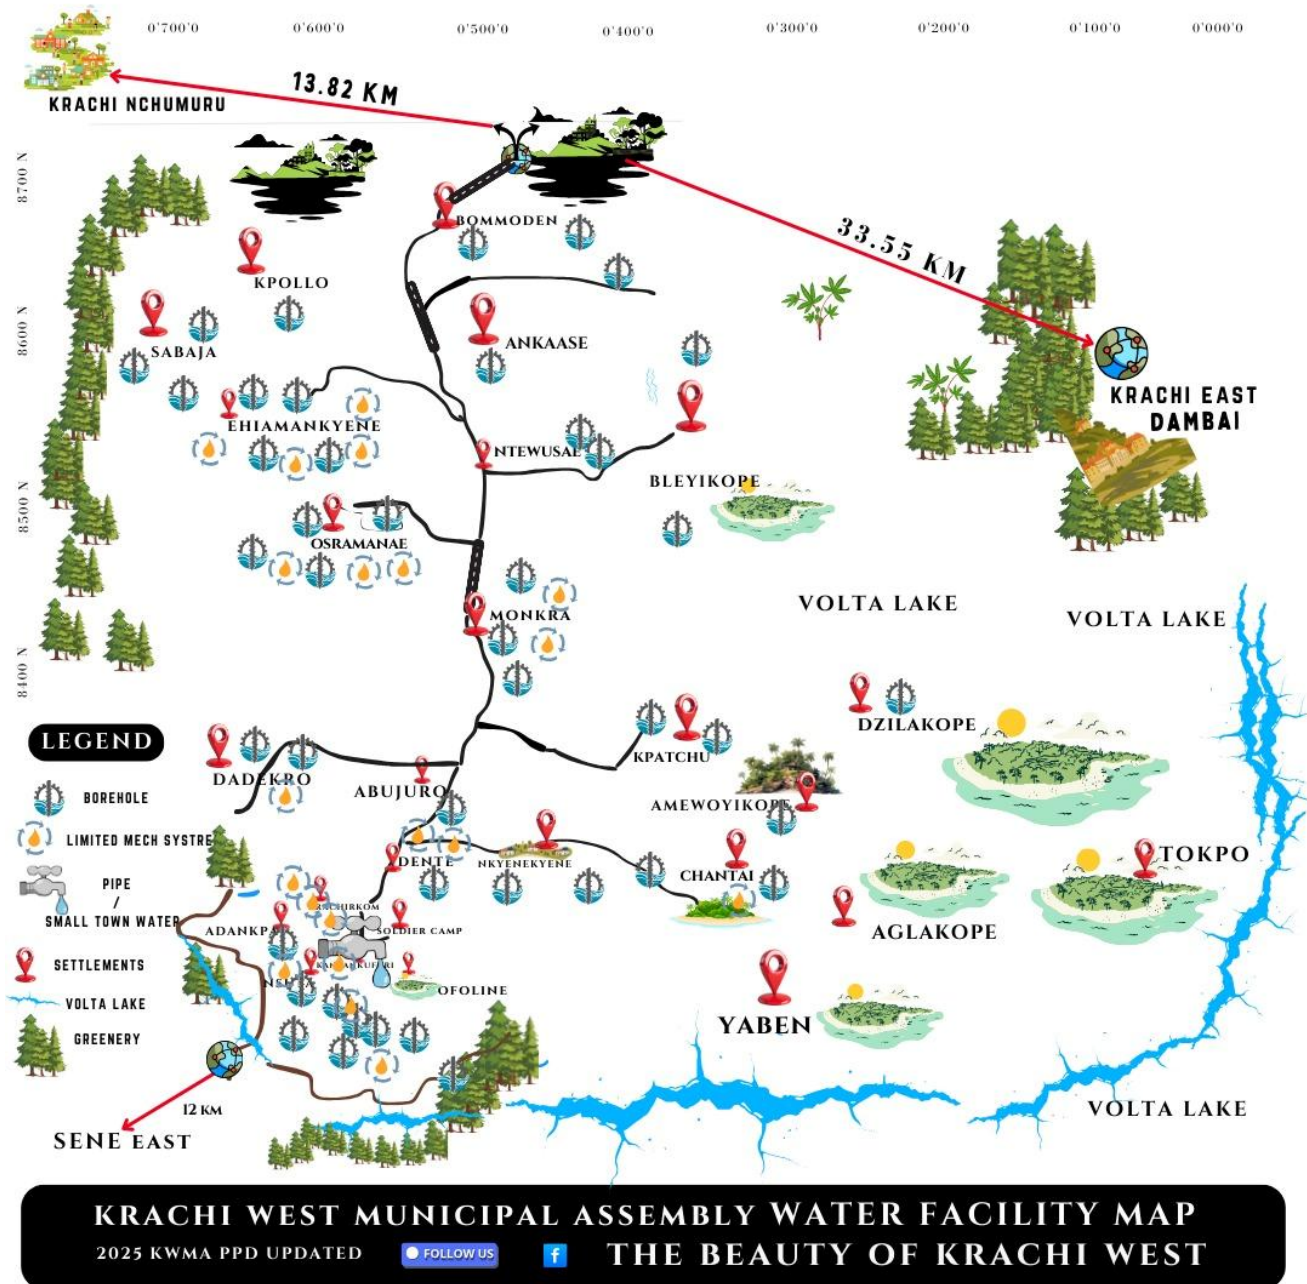 0'700'0
0'600'0
0'500'0
0'400'0
0'300'0
0'200'0
0'100'0
0'000'0
KRACHI NCHUMURU
13.82 KM
8700 N
BOMMODEN
33.55 KM
KPOLLO
8600 N
SABAJA
ANKAASE
KRACHI EAST
DAMBAI
EHIAMANKYENE
NTEWUSAE
BLEYIKOPE
8500 N
OSRAMANAE
MONKRA
VOLTA LAKE
VOLTA LAKE
8400 N
DZILAKOPE
LEGEND
BOREHOLE
LIMITED MECH SYSTRE
PIPE
/
SMALL TOWN WATER
SETTLEMENTS
VOLTA LAKE
GREENERY
DADEKRO
ABUJURO
KPATCHU
AMEWOYIKOPE
DENTE
NKYENEKYENE
CHANTAI
TOKPO
AGLAKOPE
SOLDIER CAMP
OFOLINE
YABEN
12 KM
SENE EAST
VOLTA LAKE
KRACHI WEST MUNICIPAL ASSEMBLY WATER FACILITY MAP
2025 KWMA PPD UPDATED
FOLLOW US
f
THE BEAUTY OF KRACHI WEST